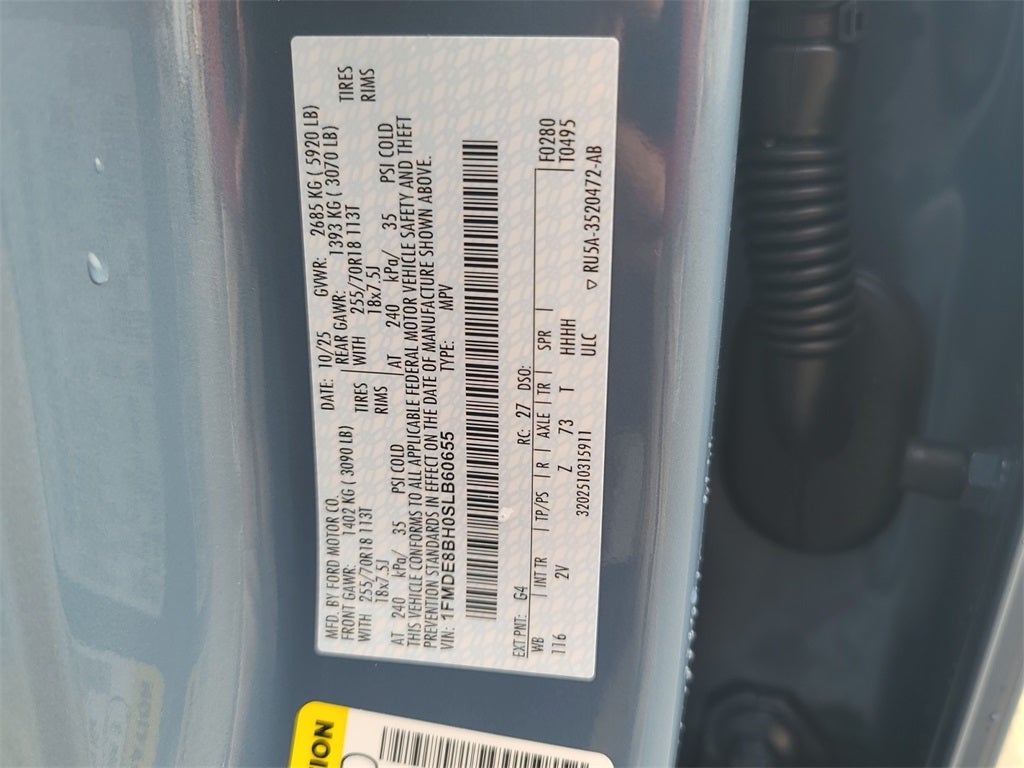 MFD. BY FORD MOTOR CO. DATE: 10/25 GVWR: 2685 KG ( 5920 LB)
FRONT GAWR: 1402 KG ( 3090 LB) REAR GAWR: 1393 KG ( 3070 LB)
WITH 255/70R18 113T TIRES WITH 255/70R18 113T TIRES
18x7.5J RIMS 18x7.5J RIMS
AT 240 kPa/ 35 PSI COLD AT 240 kPa/ 35 PSI COLD
THIS VEHICLE CONFORMS TO ALL APPLICABLE FEDERAL MOTOR VEHICLE SAFETY AND THEFT
PREVENTION STANDARDS IN EFFECT ON THE DATE OF MANUFACTURE SHOWN ABOVE.
VIN: 1FMDE8BH0SLB60655 TYPE: MPV
EXT PNT: G4 RC: 27 DSO: F0280
WB INT TR TP/PS R AXLE TR SPR T0495
116 2V Z 73 T HHHH
3202510315911 ULC
▽ RU5A-3520472-AB
TION